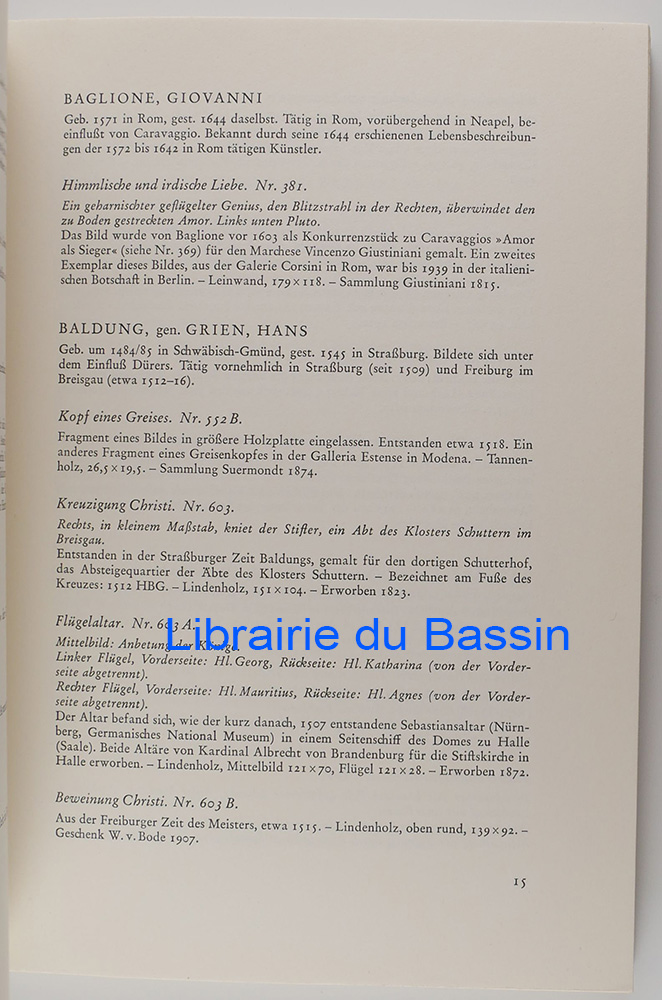 BAGLIONE, GIOVANNI
Geb. 1571 in Rom, gest. 1644 daselbst. Tätig in Rom, vorübergehend in Neapel, be-
einflußt von Caravaggio. Bekannt durch seine 1644 erschienenen Lebensbeschreibun-
gen der 1572 bis 1642 in Rom tätigen Künstler.
Himmlische und irdische Liebe. Nr. 381.
Ein geharnischter geflügelter Genius, den Blitzstrahl in der Rechten, überwindet den
zu Boden gestreckten Amor. Links unten Pluto.
Das Bild wurde von Baglione vor 1603 als Konkurrenzstück zu Caravaggios »Amor
als Sieger« (siehe Nr. 369) für den Marchese Vincenzo Giustiniani gemalt. Ein zweites
Exemplar dieses Bildes, aus der Galerie Corsini in Rom, war bis 1939 in der italieni-
schen Botschaft in Berlin. – Leinwand, 179×118. – Sammlung Giustiniani 1815.
BALDUNG, gen. GRIEN, HANS
Geb. um 1484/85 in Schwäbisch-Gmünd, gest. 1545 in Straßburg. Bildete sich unter
dem Einfluß Dürers. Tätig vornehmlich in Straßburg (seit 1509) und Freiburg im
Breisgau (etwa 1512–16).
Kopf eines Greises. Nr. 552 B.
Fragment eines Bildes in größere Holzplatte eingelassen. Entstanden etwa 1518. Ein
anderes Fragment eines Greisenkopfes in der Galleria Estense in Modena. – Tannen-
holz, 26,5×19,5. – Sammlung Suermondt 1874.
Kreuzigung Christi. Nr. 603.
Rechts, in kleinem Maßstab, kniet der Stifter, ein Abt des Klosters Schuttern im
Breisgau.
Entstanden in der Straßburger Zeit Baldungs, gemalt für den dortigen Schutterhof,
das Absteigequartier der Äbte des Klosters Schuttern. – Bezeichnet am Fuße des
Kreuzes: 1512 HBG. – Lindenholz, 151×104. – Erworben 1823.
Flügelaltar. Nr. 603 A.
Librairie du Bassin
Mittelbild: Anbetung der Könige.
Linker Flügel, Vorderseite: Hl. Georg, Rückseite: Hl. Katharina (von der Vorder-
seite abgetrennt).
Rechter Flügel, Vorderseite: Hl. Mauritius, Rückseite: Hl. Agnes (von der Vorder-
seite abgetrennt).
Der Altar befand sich, wie der kurz danach, 1507 entstandene Sebastiansaltar (Nürn-
berg, Germanisches National Museum) in einem Seitenschiff des Domes zu Halle
(Saale). Beide Altäre von Kardinal Albrecht von Brandenburg für die Stiftskirche in
Halle erworben. – Lindenholz, Mittelbild 121×70, Flügel 121×28. – Erworben 1872.
Beweinung Christi. Nr. 603 B.
Aus der Freiburger Zeit des Meisters, etwa 1515. – Lindenholz, oben rund, 139×92. –
Geschenk W. v. Bode 1907.
15